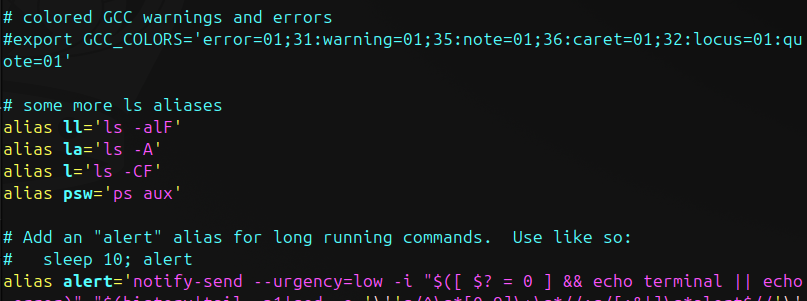 # colored GCC warnings and errors
#export GCC_COLORS='error=01;31:warning=01;35:note=01;36:caret=01;32:locus=01:qu
ote=01'
# some more ls aliases
alias ll='ls -alF'
alias la='ls -A'
alias l='ls -CF'
alias psw='ps aux'
# Add an "alert" alias for long running commands.  Use like so:
#   sleep 10; alert
alias alert='notify-send --urgency=low -i "$([ $? = 0 ] && echo terminal || echo